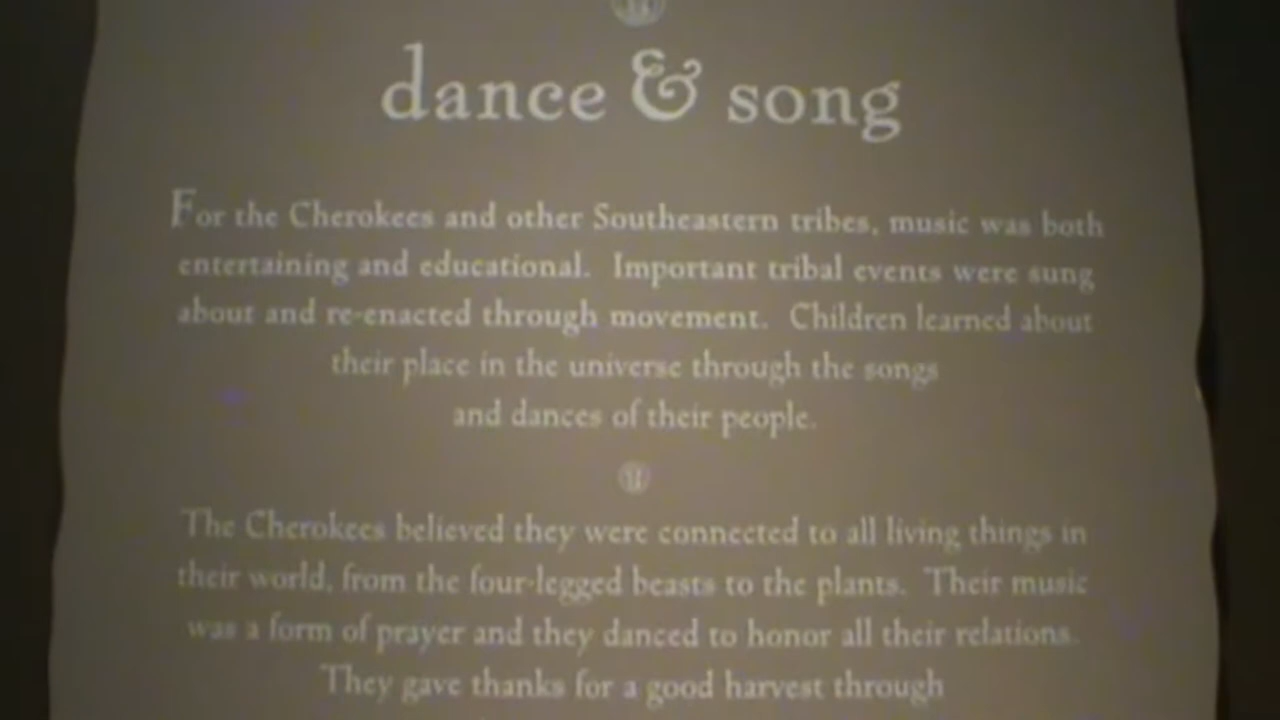 dance & song
For the Cherokees and other Southeastern tribes, music was both
entertaining and educational. Important tribal events were sung
about and re-enacted through movement. Children learned about
their place in the universe through the songs
and dances of their people.
The Cherokees believed they were connected to all living things in
their world, from the four-legged beasts to the plants. Their music
was a form of prayer and they danced to honor all their relations.
They gave thanks for a good harvest through